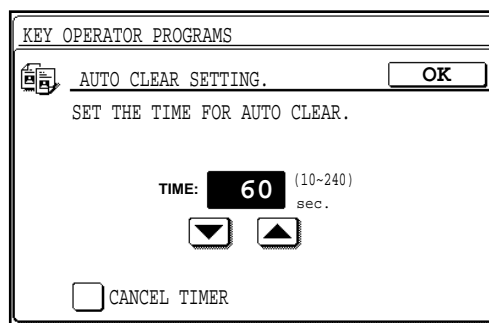 KEY OPERATOR PROGRAMS
AUTO CLEAR SETTING.
OK
SET THE TIME FOR AUTO CLEAR.
TIME: 60 (10~240)
sec.
CANCEL TIMER